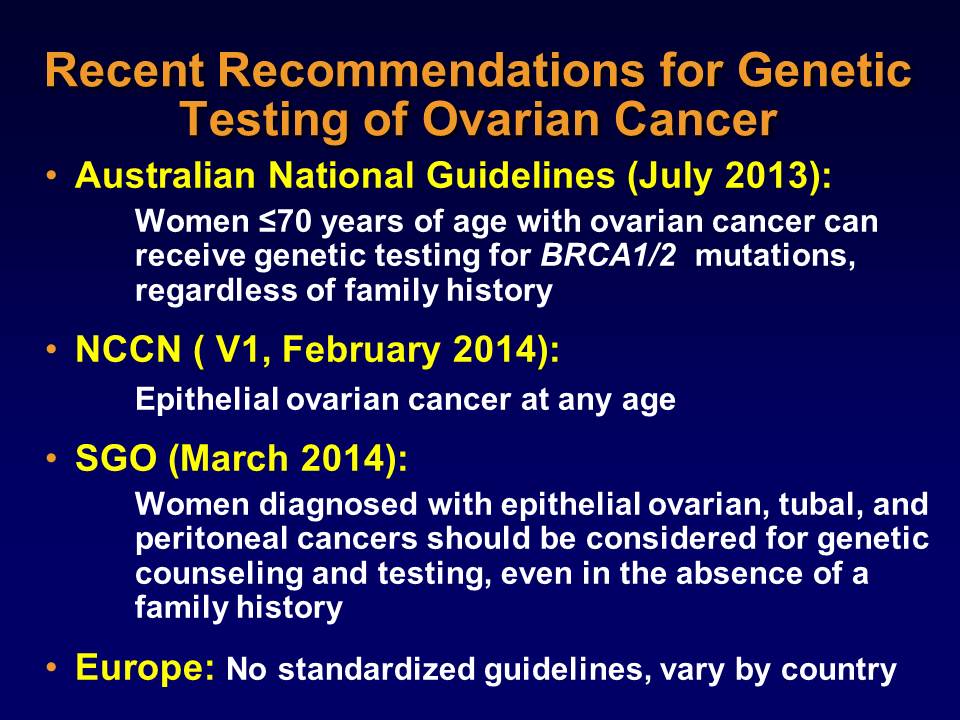 Recent Recommendations for Genetic
Testing of Ovarian Cancer
• Australian National Guidelines (July 2013):
Women ≤70 years of age with ovarian cancer can
receive genetic testing for BRCA1/2 mutations,
regardless of family history
• NCCN ( V1, February 2014):
Epithelial ovarian cancer at any age
• SGO (March 2014):
Women diagnosed with epithelial ovarian, tubal, and
peritoneal cancers should be considered for genetic
counseling and testing, even in the absence of a
family history
• Europe: No standardized guidelines, vary by country